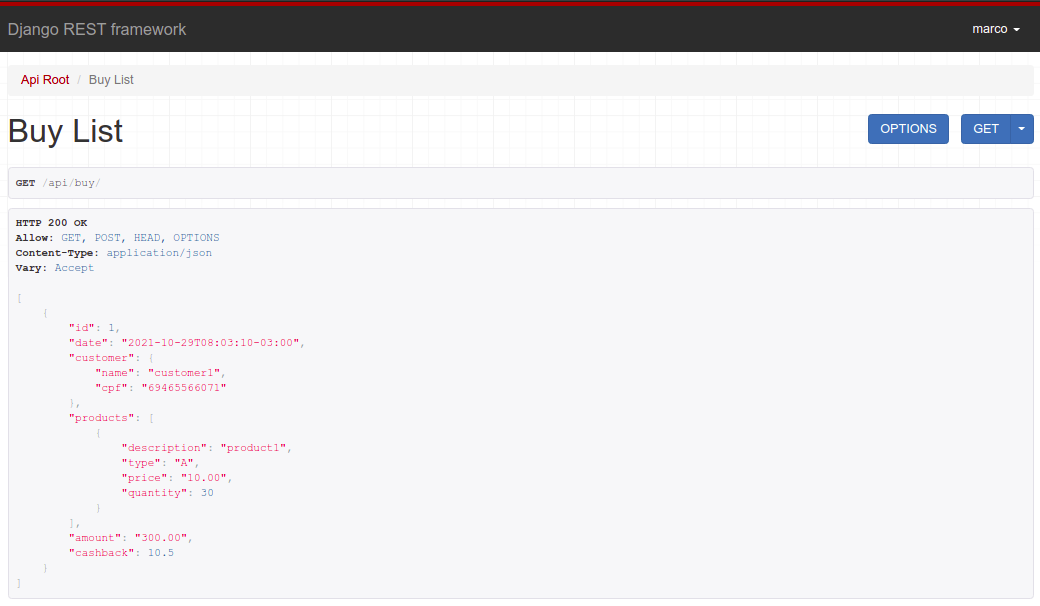 Django REST framework
marco
Api Root / Buy List
Buy List
OPTIONS
GET
GET /api/buy/
HTTP 200 OK
Allow: GET, POST, HEAD, OPTIONS
Content-Type: application/json
Vary: Accept
[
    {
        "id": 1,
        "date": "2021-10-29T08:03:10-03:00",
        "customer": {
            "name": "customer1",
            "cpf": "69465566071"
        },
        "products": [
            {
                "description": "product1",
                "type": "A",
                "price": "10.00",
                "quantity": 30
            }
        ],
        "amount": "300.00",
        "cashback": 10.5
    }
]